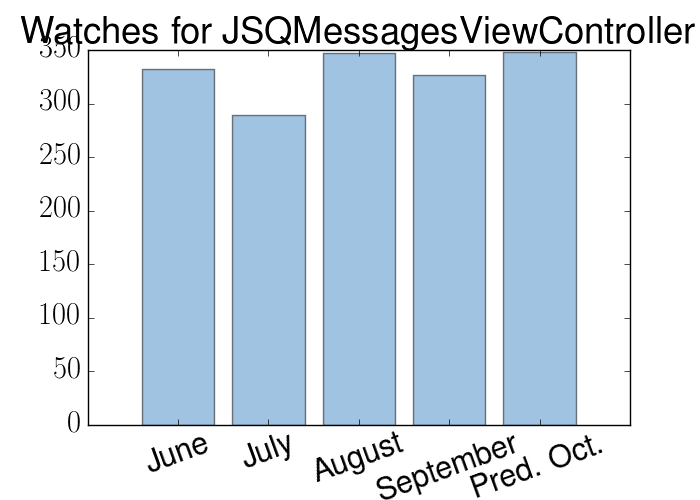 Watches for JSQMessagesViewController
350
300
250
200
150
100
50
0
June
July
August
September
Pred. Oct.